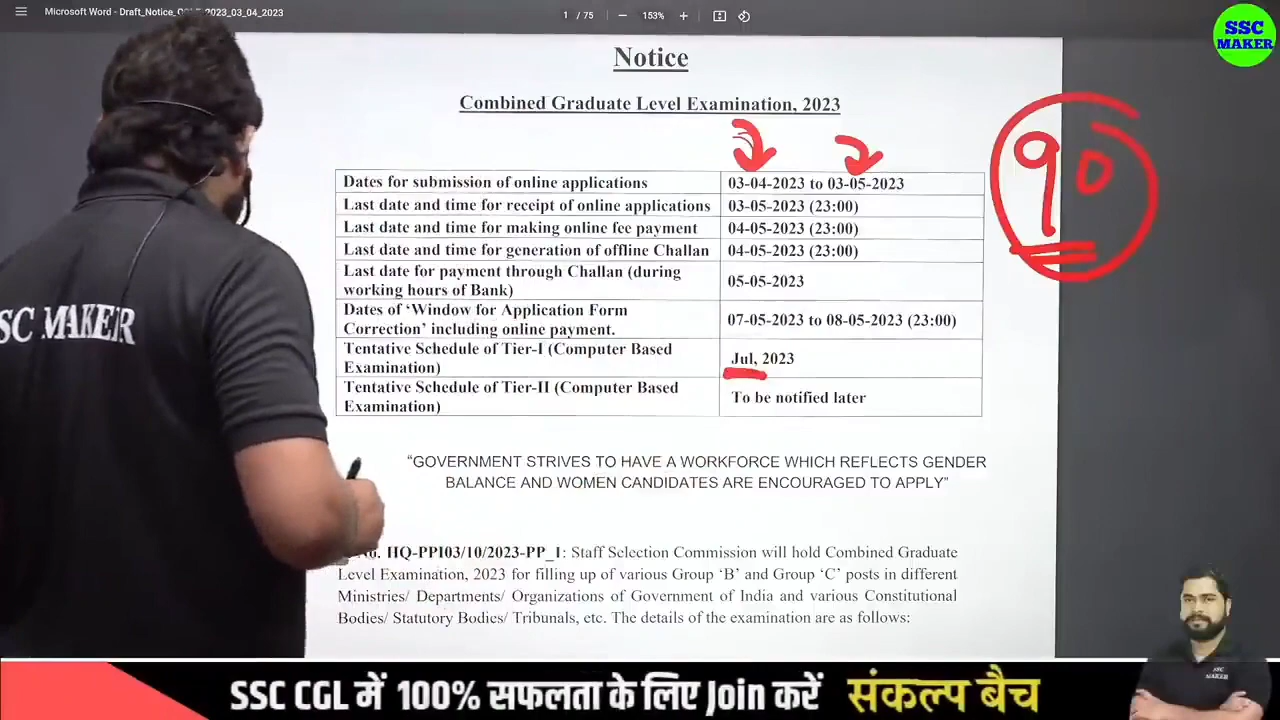 Microsoft Word - Draft_Notice_ 2023_03_04_2023
1 / 75
153%
SSC
MAKER
Notice
Combined Graduate Level Examination, 2023
90
Dates for submission of online applications 03-04-2023 to 03-05-2023
Last date and time for receipt of online applications 03-05-2023 (23:00)
Last date and time for making online fee payment 04-05-2023 (23:00)
Last date and time for generation of offline Challan 04-05-2023 (23:00)
Last date for payment through Challan (during
working hours of Bank) 05-05-2023
Dates of ‘Window for Application Form
Correction’ including online payment. 07-05-2023 to 08-05-2023 (23:00)
Tentative Schedule of Tier-I (Computer Based
Examination) Jul, 2023
Tentative Schedule of Tier-II (Computer Based
Examination) To be notified later
SSC MAKER
“GOVERNMENT STRIVES TO HAVE A WORKFORCE WHICH REFLECTS GENDER
BALANCE AND WOMEN CANDIDATES ARE ENCOURAGED TO APPLY”
No. HQ-PPI03/10/2023-PP_1: Staff Selection Commission will hold Combined Graduate
Level Examination, 2023 for filling up of various Group ‘B’ and Group ‘C’ posts in different
Ministries/ Departments/ Organizations of Government of India and various Constitutional
Bodies/ Statutory Bodies/ Tribunals, etc. The details of the examination are as follows:
SSC
MAKER
SSC CGL में 100% सफलता के लिए Join करें संकल्प बैच